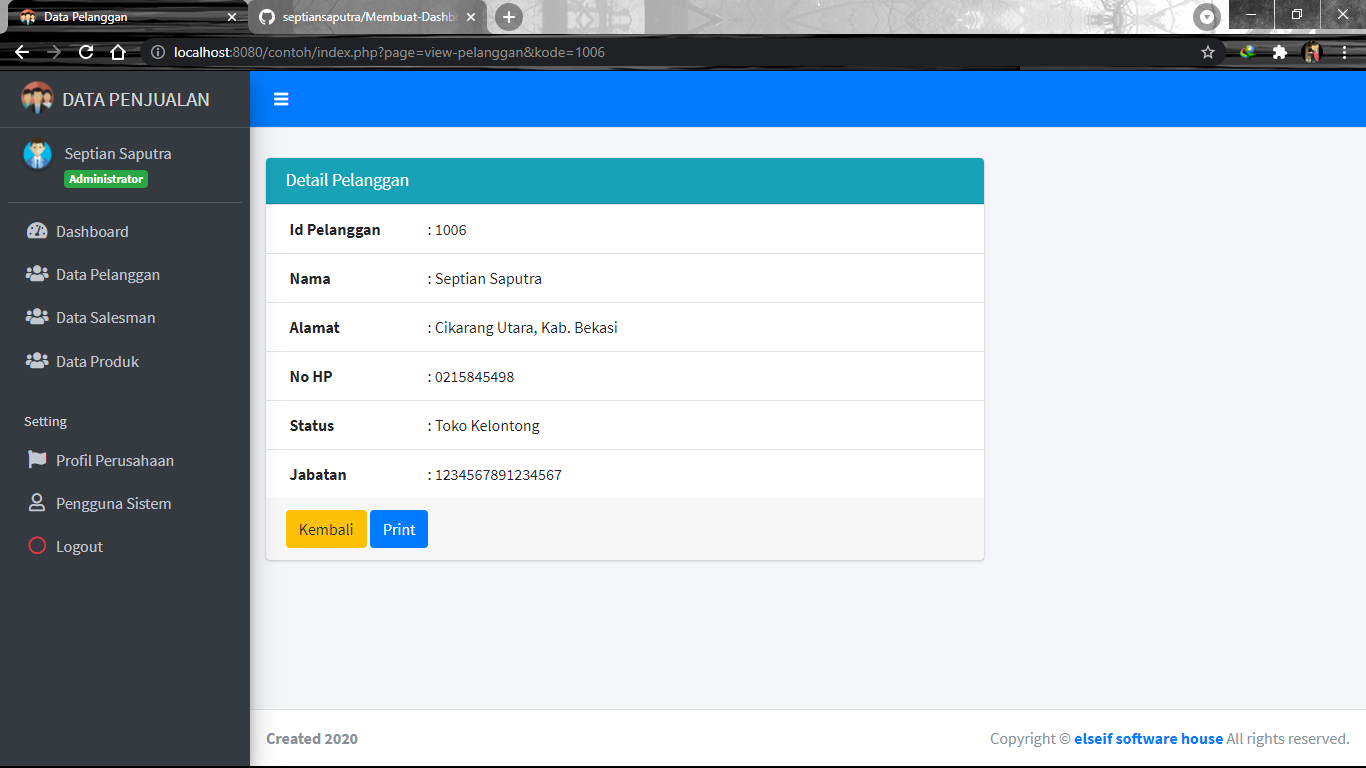 Data Pelanggan
septiansaputra/Membuat-Dashb
localhost:8080/contoh/index.php?page=view-pelanggan&kode=1006
DATA PENJUALAN
Septian Saputra
Administrator
Dashboard
Data Pelanggan
Data Salesman
Data Produk
Setting
Profil Perusahaan
Pengguna Sistem
Logout
Detail Pelanggan
Id Pelanggan : 1006
Nama : Septian Saputra
Alamat : Cikarang Utara, Kab. Bekasi
No HP : 0215845498
Status : Toko Kelontong
Jabatan : 1234567891234567
Kembali Print
Created 2020 Copyright © elseif software house All rights reserved.